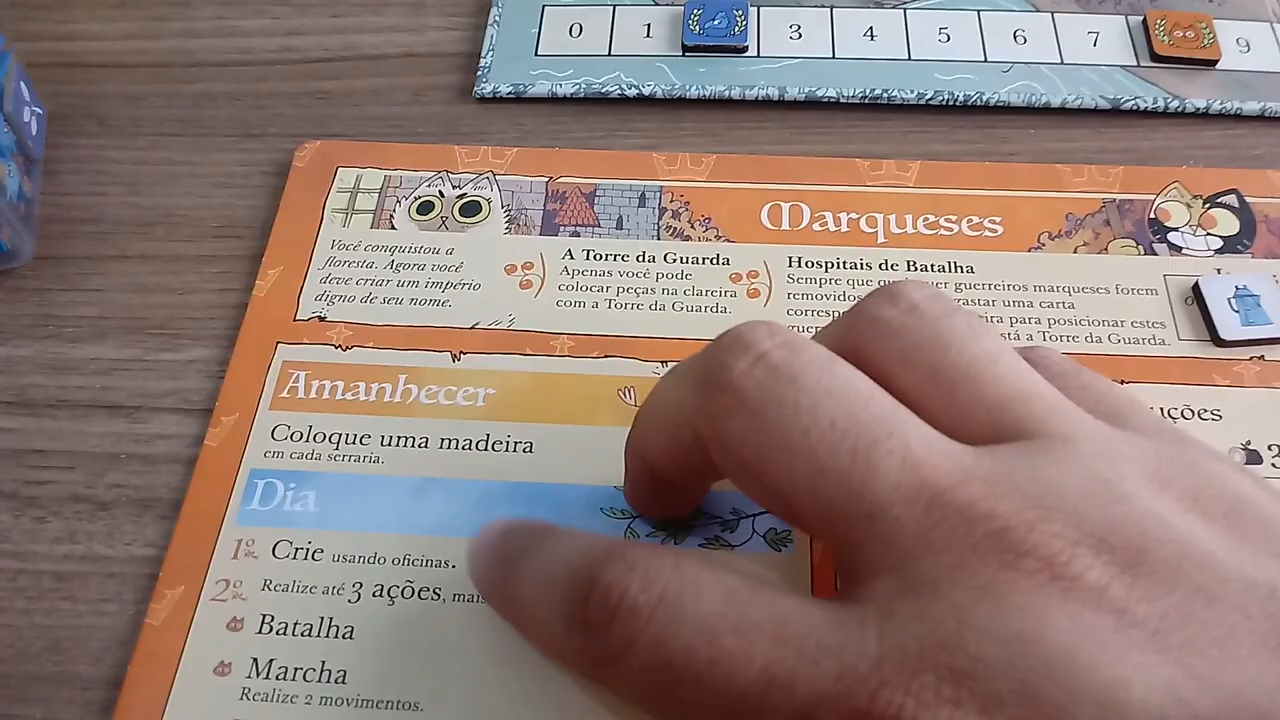 0 1 3 4 5 6 7 9
Marqueses
Você conquistou a
floresta. Agora você
deve criar um império
digno de seu nome.
A Torre da Guarda
Apenas você pode
colocar peças na clareira
com a Torre da Guarda.
Hospitais de Batalha
Sempre que guerreiros marqueses forem
removidos gastar uma carta
para posicionar estes
está a Torre da Guarda.
Amanhecer
Coloque uma madeira
em cada serraria.
Dia
1º Crie usando oficinas.
2º Realize até 3 ações, mais
Batalha
Marcha
Realize 2 movimentos.
3